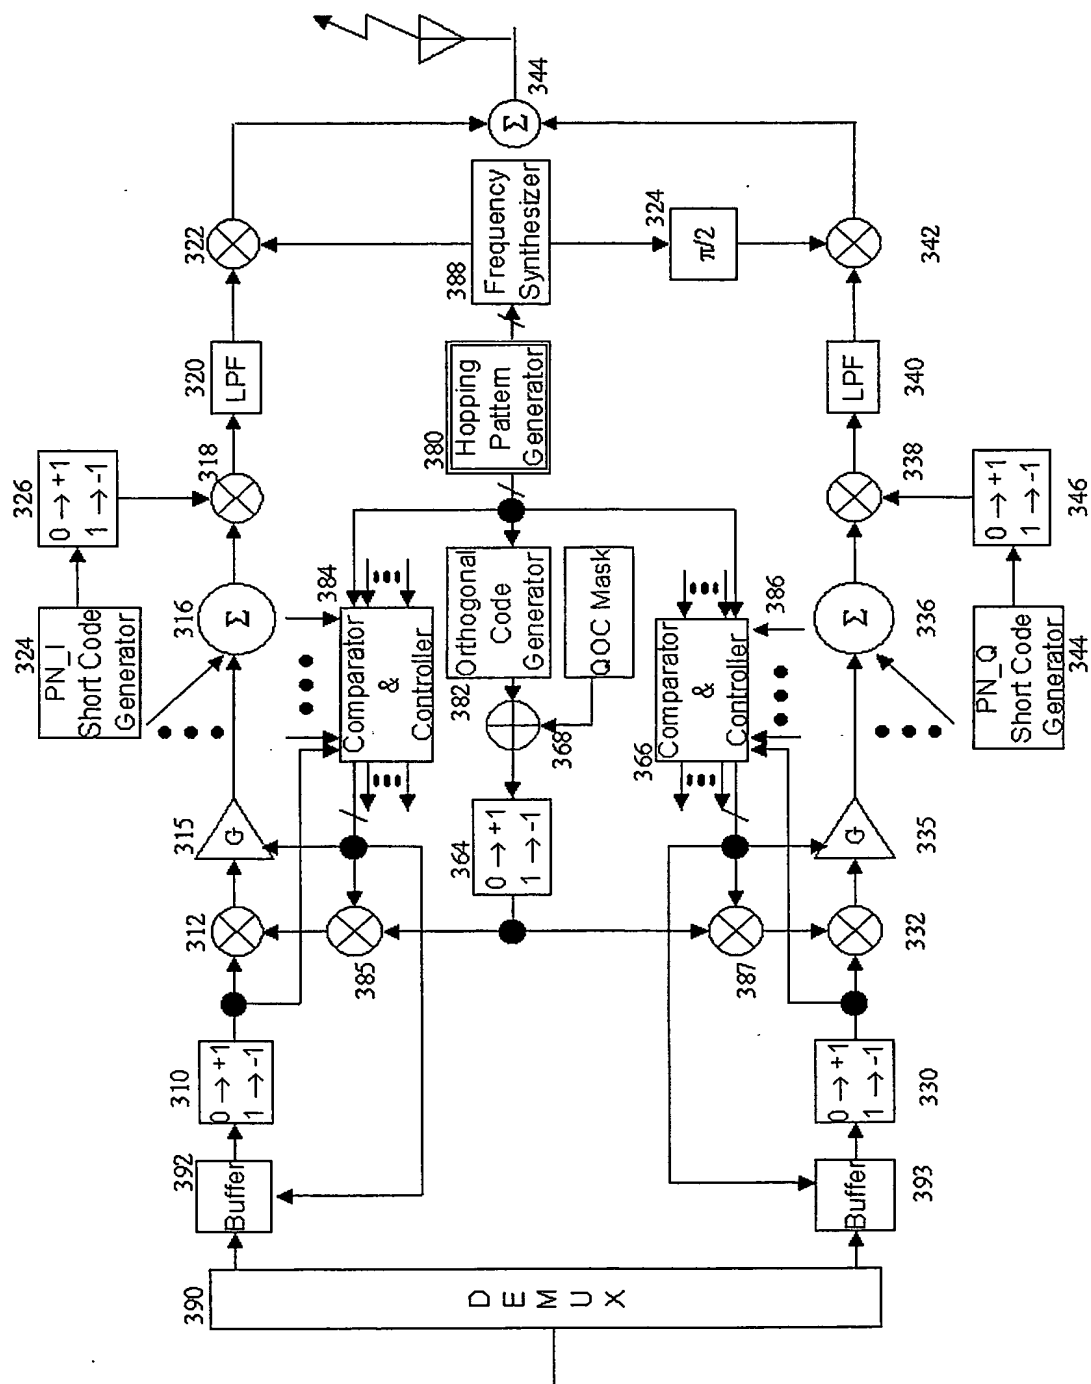 390
D
E
M
U
X
392
Buffer
310
0 → +1
1 → -1
312
315
G
316
Σ
324
PN_I
Short Code
Generator
326
0 → +1
1 → -1
318
320
LPF
322
385
384
Comparator
&
Controller
364
0 → +1
1 → -1
368
382
Orthogonal
Code
Generator
QOC Mask
380
Hopping
Pattern
Generator
388
Frequency
Synthesizer
Σ
344
324
π/2
387
366
Comparator
&
Controller
386
Buffer
393
0 → +1
1 → -1
330
332
G
335
Σ
336
338
LPF
340
342
PN_Q
Short Code
Generator
344
0 → +1
1 → -1
346